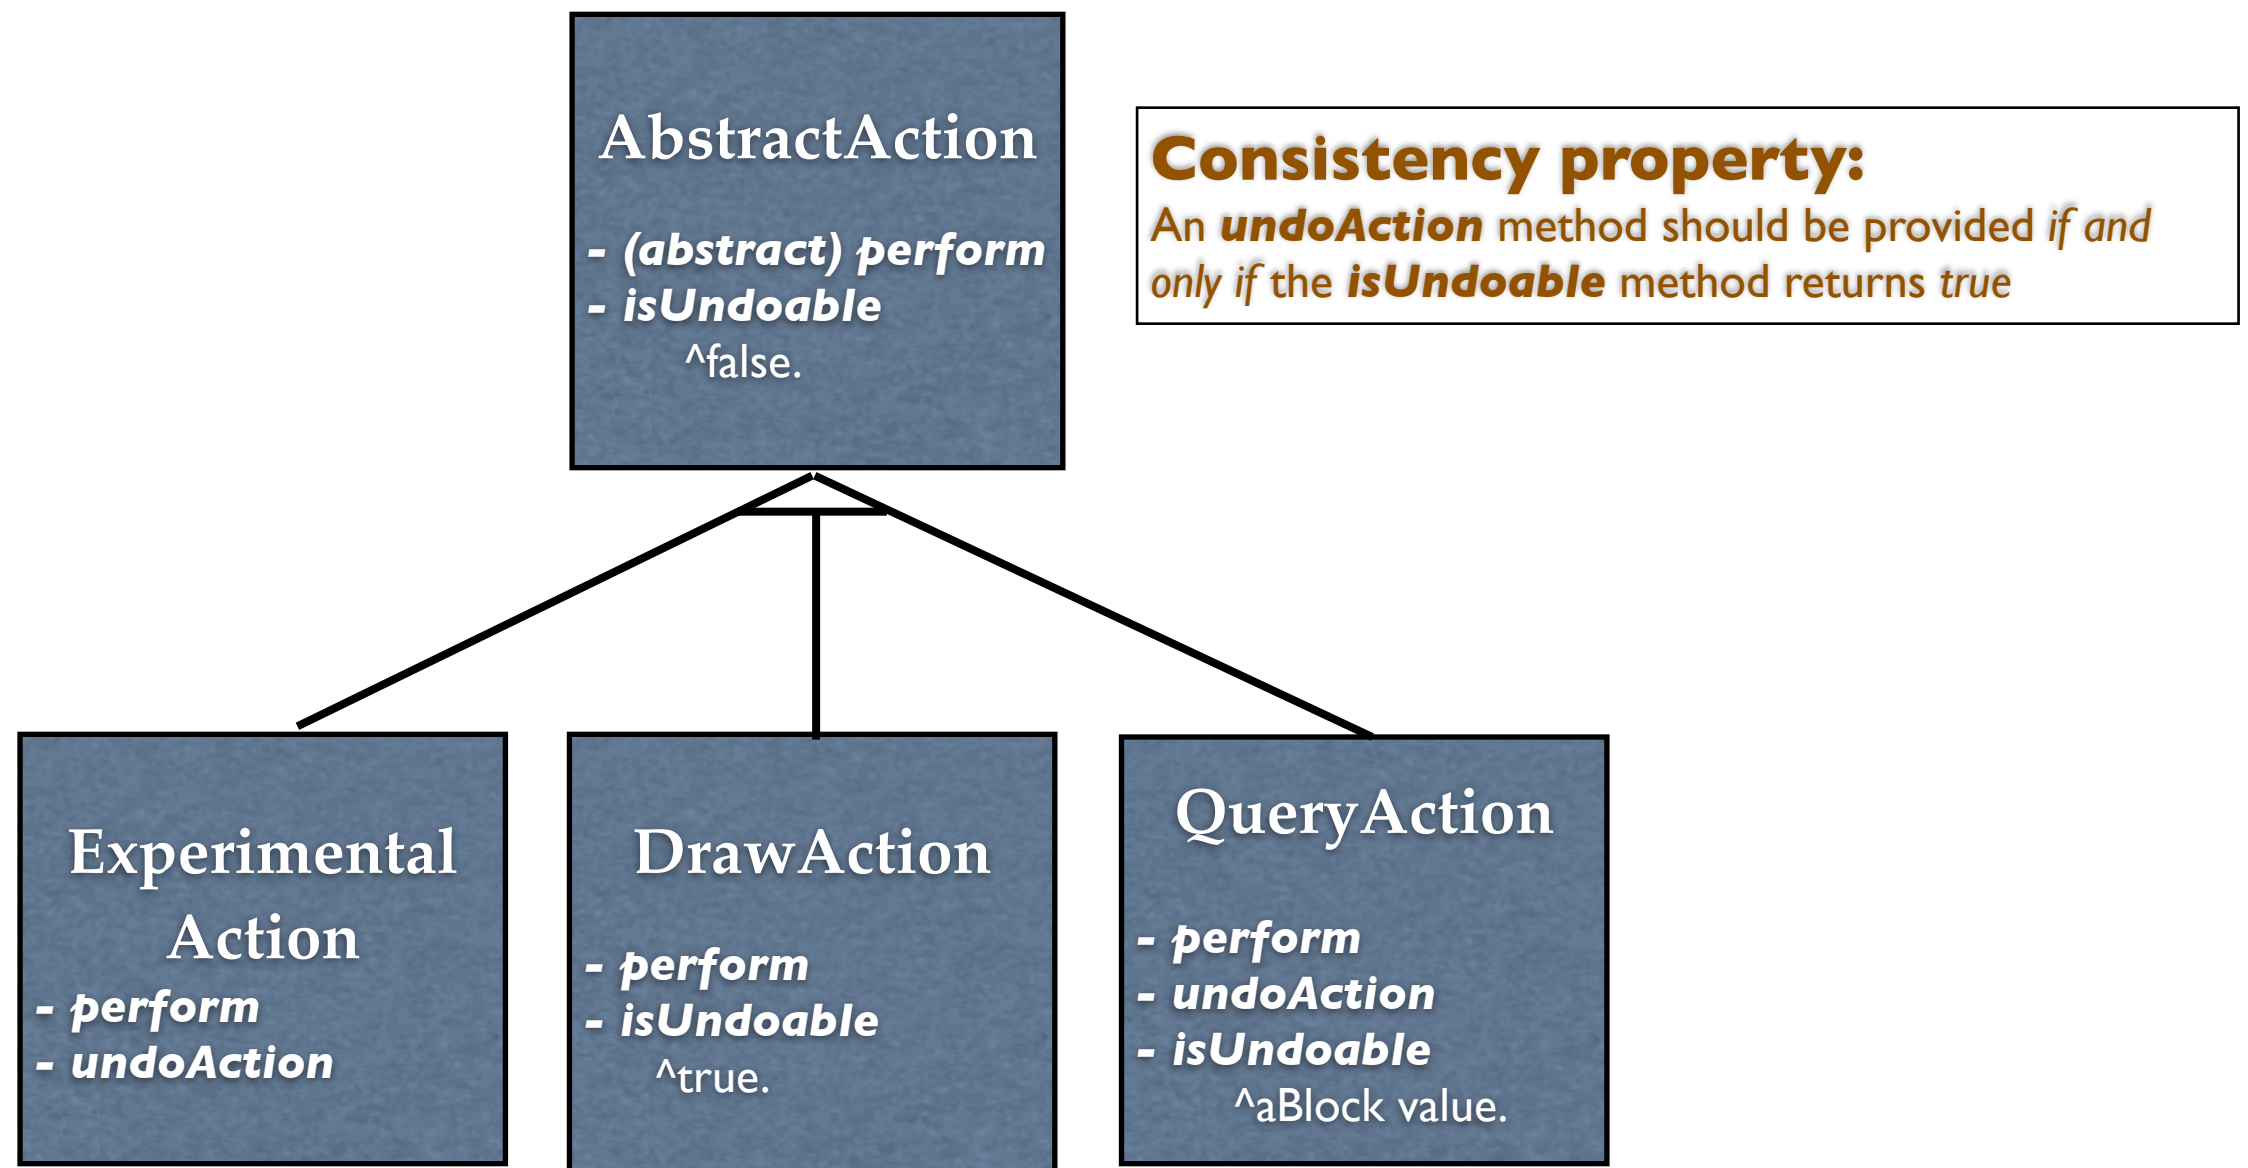 AbstractAction
- (abstract) perform
- isUndoable
^false.
Consistency property:
An undoAction method should be provided if and
only if the isUndoable method returns true
Experimental
Action
- perform
- undoAction
DrawAction
- perform
- isUndoable
^true.
QueryAction
- perform
- undoAction
- isUndoable
^aBlock value.